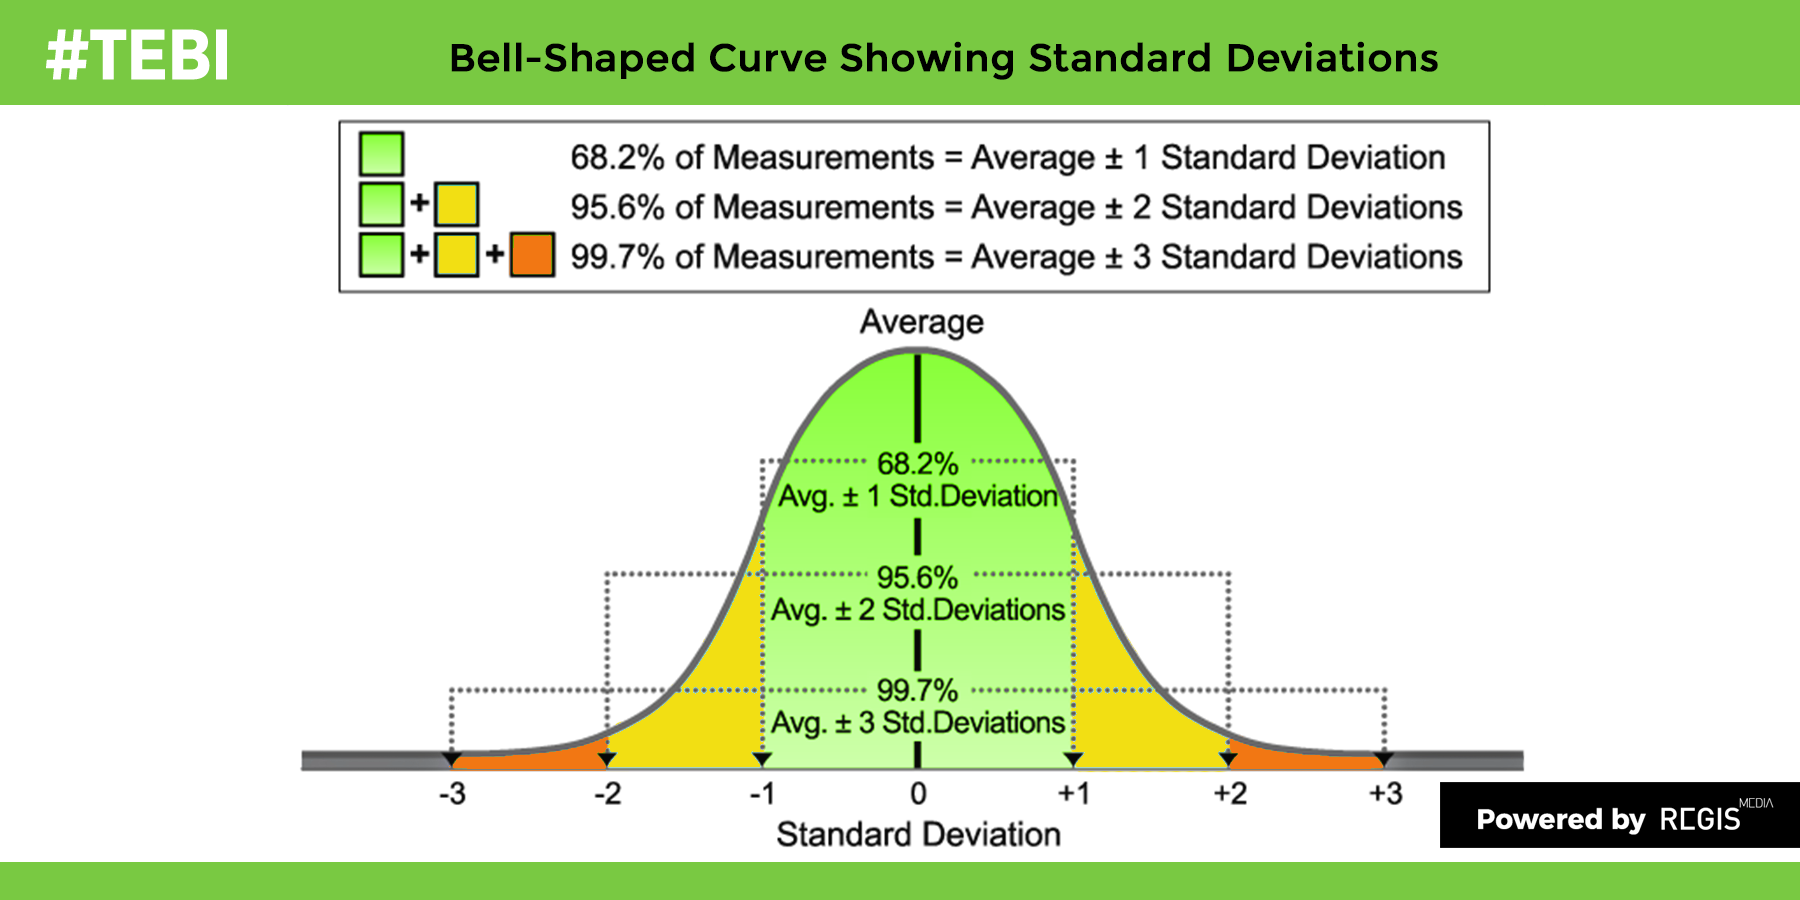 #TEBI
Bell-Shaped Curve Showing Standard Deviations
68.2% of Measurements = Average ± 1 Standard Deviation
+
95.6% of Measurements = Average ± 2 Standard Deviations
+ +
99.7% of Measurements = Average ± 3 Standard Deviations
Average
68.2%
Avg. ± 1 Std.Deviation
95.6%
Avg. ± 2 Std.Deviations
99.7%
Avg. ± 3 Std.Deviations
-3 -2 -1 0 +1 +2 +3
Standard Deviation
Powered by REGIS MEDIA